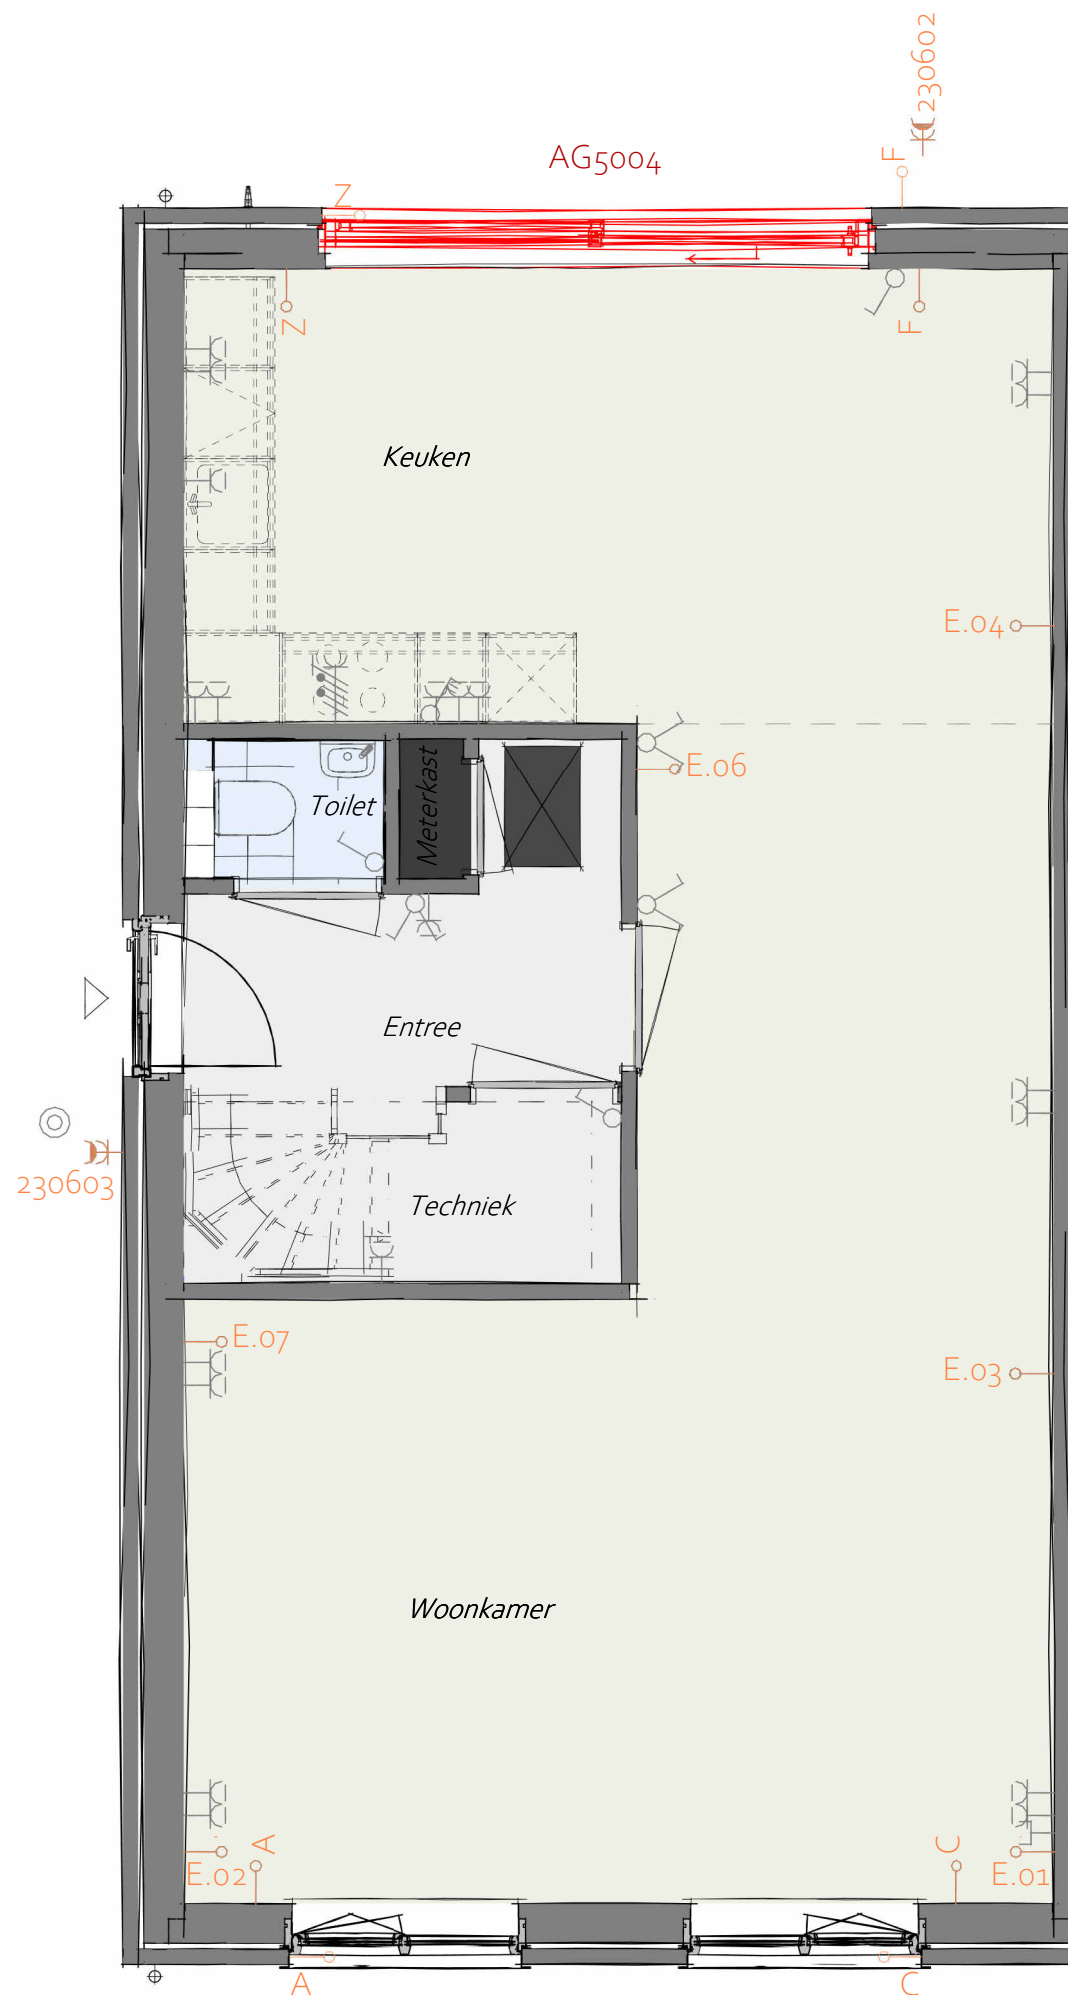 230602
AG5004
F
Z
Z
F
Keuken
E.04
E.06
Meterkast
Toilet
Entree
230603
Techniek
E.07
E.03
Woonkamer
A
C
E.02
E.01
A
C